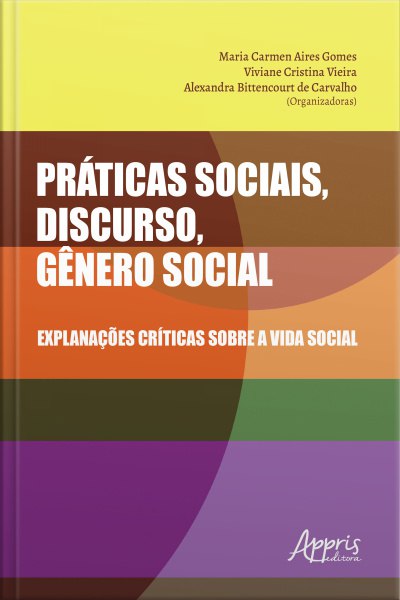 Maria Carmen Aires Gomes
Viviane Cristina Vieira
Alexandra Bittencourt de Carvalho
(Organizadoras)
PRÁTICAS SOCIAIS,
DISCURSO,
GÊNERO SOCIAL
EXPLANAÇÕES CRÍTICAS SOBRE A VIDA SOCIAL
Appris
editora